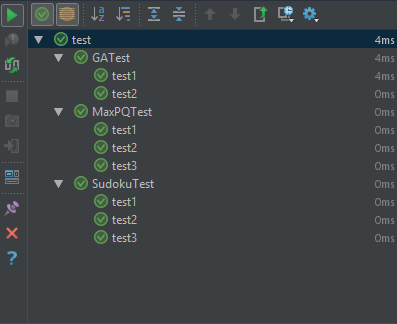 test 4ms
GATest 4ms
test1 4ms
test2 0ms
MaxPQTest 0ms
test1 0ms
test2 0ms
test3 0ms
SudokuTest 0ms
test1 0ms
test2 0ms
test3 0ms